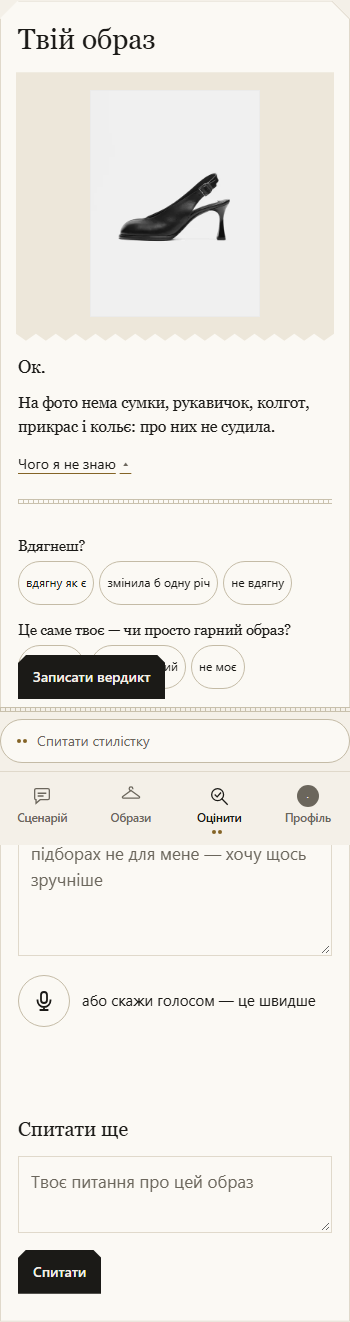 Твій образ
Ок.
На фото нема сумки, рукавичок, колгот,
прикрас і кольє: про них не судила.
Чого я не знаю
Вдягнеш?
вдягну як є
змінила б одну річ
не вдягну
Це саме твоє — чи просто гарний образ?
не моє
Записати вердикт
Спитати стилістку
Сценарій
Образи
Оцінити
Профіль
підборах не для мене — хочу щось
зручніше
або скажи голосом — це швидше
Спитати ще
Твоє питання про цей образ
Спитати